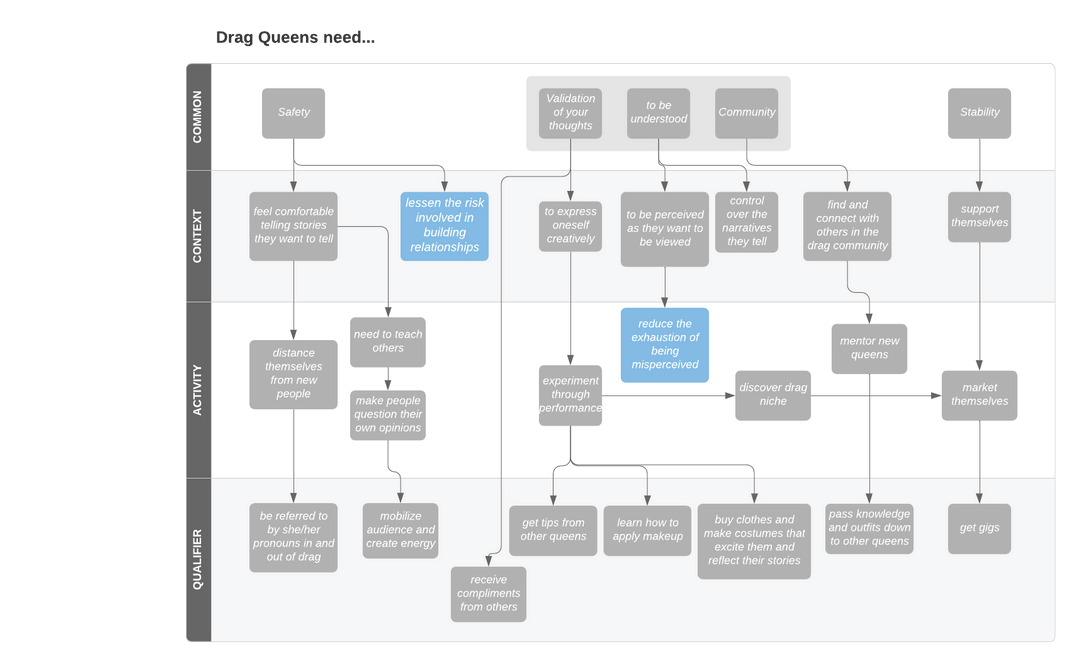 Drag Queens need...
COMMON
Safety
Validation
of your
thoughts
to be
understood
Community
Stability
CONTEXT
feel comfortable
telling stories
they want to tell
lessen the risk
involved in
building
relationships
to express
oneself
creatively
to be perceived
as they want to
be viewed
control
over the
narratives
they tell
find and
connect with
others in the
drag community
support
themselves
ACTIVITY
distance
themselves
from new
people
need to teach
others
make people
question their
own opinions
experiment
through
performance
reduce the
exhaustion of
being
misperceived
discover drag
niche
mentor new
queens
market
themselves
QUALIFIER
be referred to
by she/her
pronouns in and
out of drag
mobilize
audience and
create energy
receive
compliments
from others
get tips from
other queens
learn how to
apply makeup
buy clothes and
make costumes that
excite them and
reflect their stories
pass knowledge
and outfits down
to other queens
get gigs